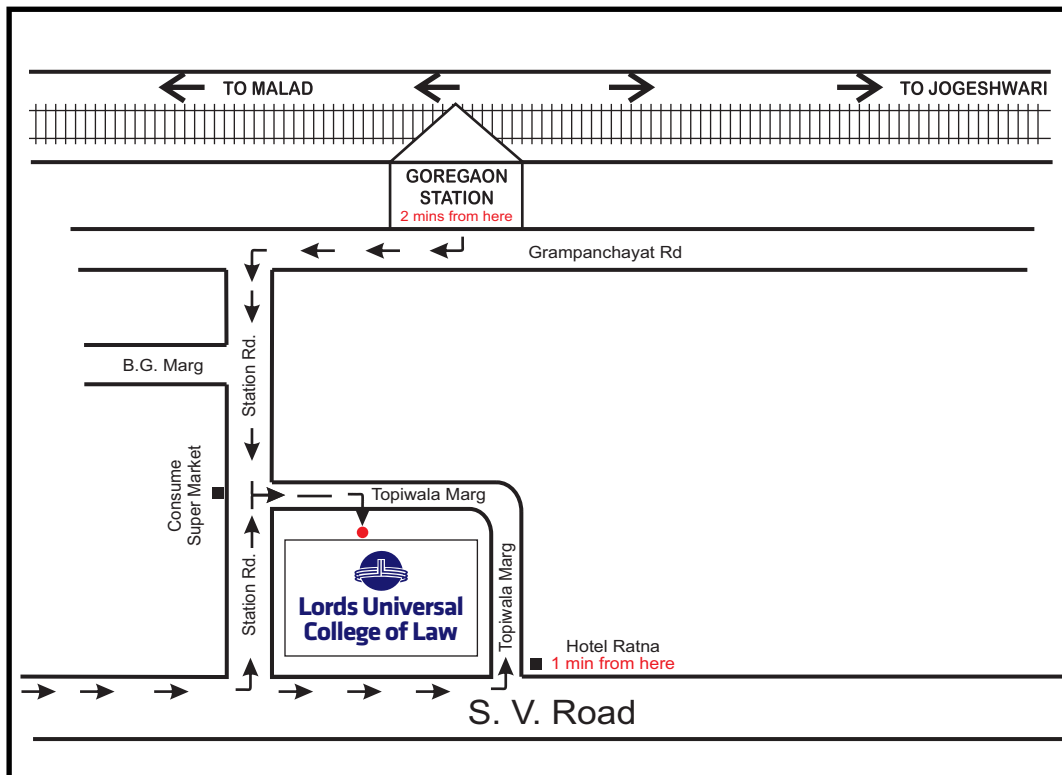 TO MALAD
TO JOGESHWARI
GOREGAON
STATION
2 mins from here
Grampanchayat Rd
B.G. Marg
Station Rd.
Consume
Super Market
Topiwala Marg
Station Rd.
Lords Universal
College of Law
Topiwala Marg
Hotel Ratna
1 min from here
S. V. Road